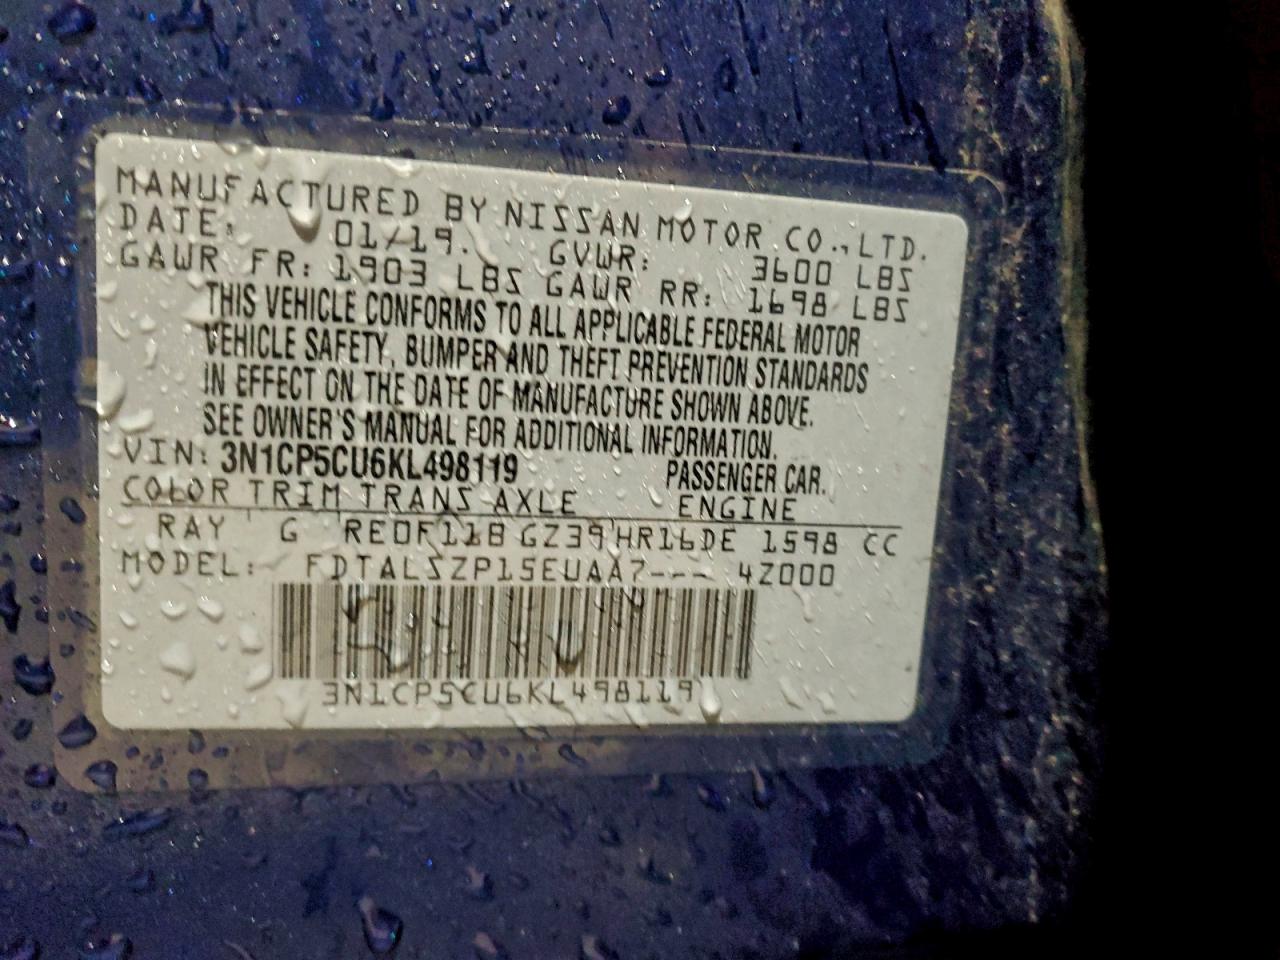 MANUFACTURED BY NISSAN MOTOR CO., LTD.
DATE: 01/19. GVWR: 3600 LBS
GAWR FR: 1903 LBS GAWR RR: 1698 LBS
THIS VEHICLE CONFORMS TO ALL APPLICABLE FEDERAL MOTOR
VEHICLE SAFETY, BUMPER AND THEFT PREVENTION STANDARDS
IN EFFECT ON THE DATE OF MANUFACTURE SHOWN ABOVE.
SEE OWNER'S MANUAL FOR ADDITIONAL INFORMATION.
VIN: 3N1CP5CU6KL498119 PASSENGER CAR.
COLOR TRIM TRANS AXLE ENGINE
RAY G RE0F11B GZ39 HR16DE 1598 CC
MODEL: FDTALSZP15EUAA7--- 4Z000
3N1CP5CU6KL498119